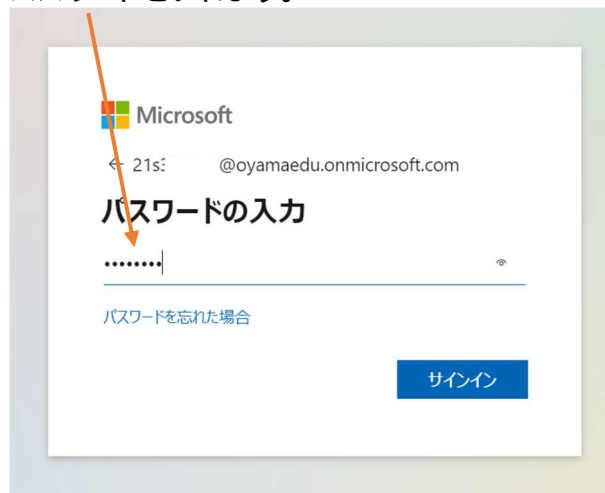 Microsoft
← 21s3 @oyamaedu.onmicrosoft.com
パスワードの入力
••••••••
パスワードを忘れた場合
サインイン